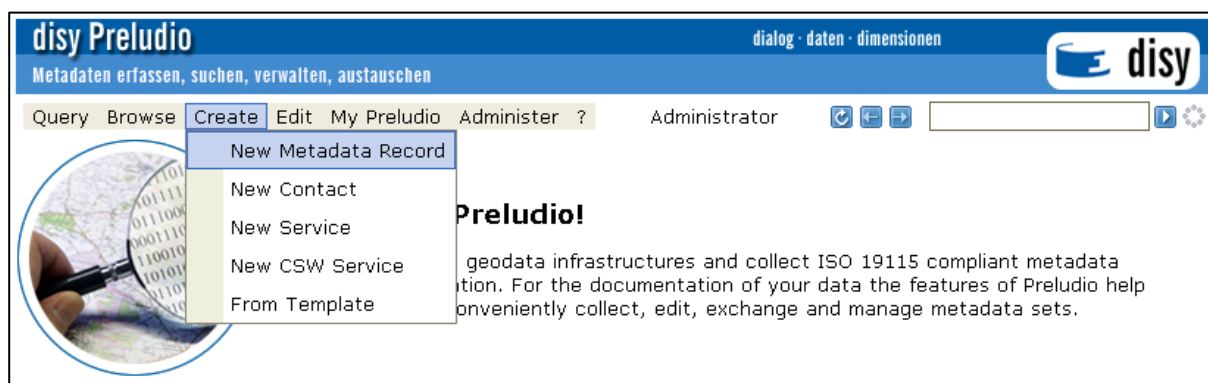 disy Preludio
dialog · daten · dimensionen
disy
Metadaten erfassen, suchen, verwalten, austauschen
Query Browse Create Edit My Preludio Administer ? Administrator
New Metadata Record
New Contact
Preludio!
New Service
New CSW Service
geodata infrastructures and collect ISO 19115 compliant metadata
ation. For the documentation of your data the features of Preludio help
From Template
onveniently collect, edit, exchange and manage metadata sets.